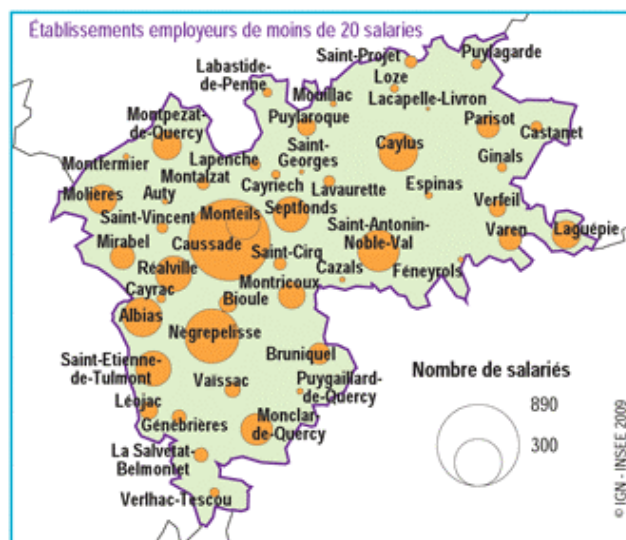 Établissements employeurs de moins de 20 salaries
Saint-Projet
Puylagarde
Labastide-
de-Penne
Loze
Mouillac
Lacapelle-Livron
Montpezat-
de-Quercy
Puylaroque
Parisot
Castanet
Saint-
Georges
Caylus
Montfermier
Lapenche
Ginals
Montalzat
Cayriech
Lavaurette
Espinas
Molières
Auty
Monteils
Septfonds
Verfeil
Saint-Vincent
Saint-Antonin-
Noble-Val
Varen
Laguépie
Mirabel
Caussade
Saint-Cirq
Réalville
Cazals
Féneyrols
Cayrac
Bioule
Montricoux
Albias
Nègrepelisse
Bruniquel
Saint-Etienne-
de-Tulmont
Vaïssac
Puygaillard-
de-Quercy
Léojac
Génébrières
Monclar-
de-Quercy
La Salvetat-
Belmontet
Verlhac-Tescou
Nombre de salariés
890
300
© IGN - INSEE 2009